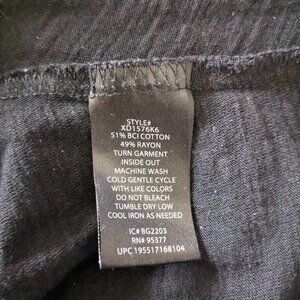 STYLE#
XD1576K6
51% BCI COTTON
49% RAYON
TURN GARMENT
INSIDE OUT
MACHINE WASH
COLD GENTLE CYCLE
WITH LIKE COLORS
DO NOT BLEACH
TUMBLE DRY LOW
COOL IRON AS NEEDED
IC# BG2203
RN# 95377
UPC 195517168104